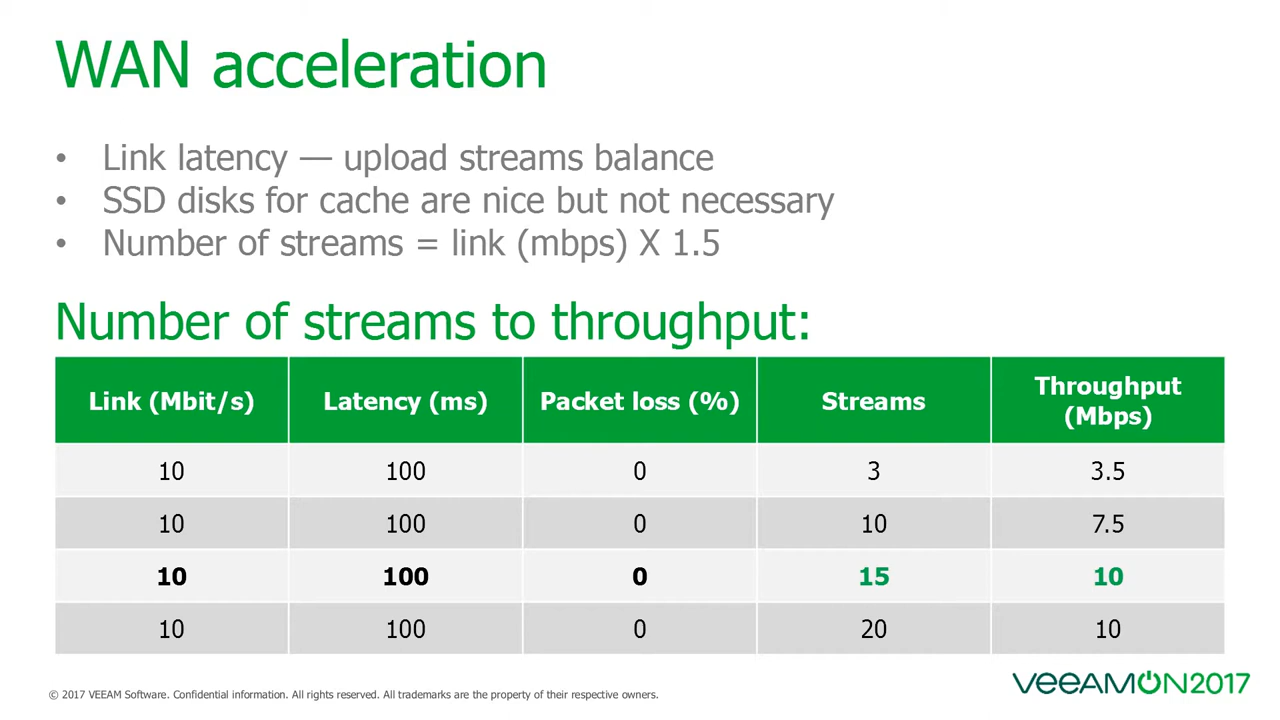 WAN acceleration
• Link latency — upload streams balance
• SSD disks for cache are nice but not necessary
• Number of streams = link (mbps) X 1.5
Number of streams to throughput:
Link (Mbit/s) Latency (ms) Packet loss (%) Streams Throughput (Mbps)
10 100 0 3 3.5
10 100 0 10 7.5
10 100 0 15 10
10 100 0 20 10
© 2017 VEEAM Software. Confidential information. All rights reserved. All trademarks are the property of their respective owners.
VEEAMON2017